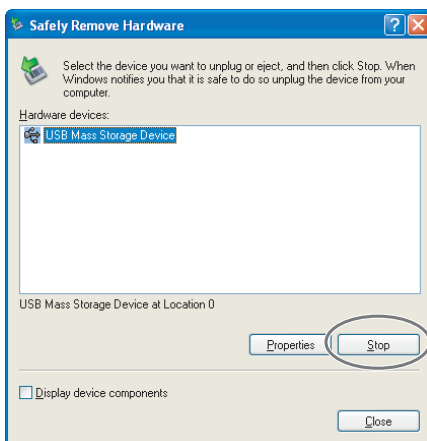 Safely Remove Hardware
Select the device you want to unplug or eject, and then click Stop. When
Windows notifies you that it is safe to do so unplug the device from your
computer.
Hardware devices:
USB Mass Storage Device
USB Mass Storage Device at Location 0
Properties
Stop
Display device components
Close